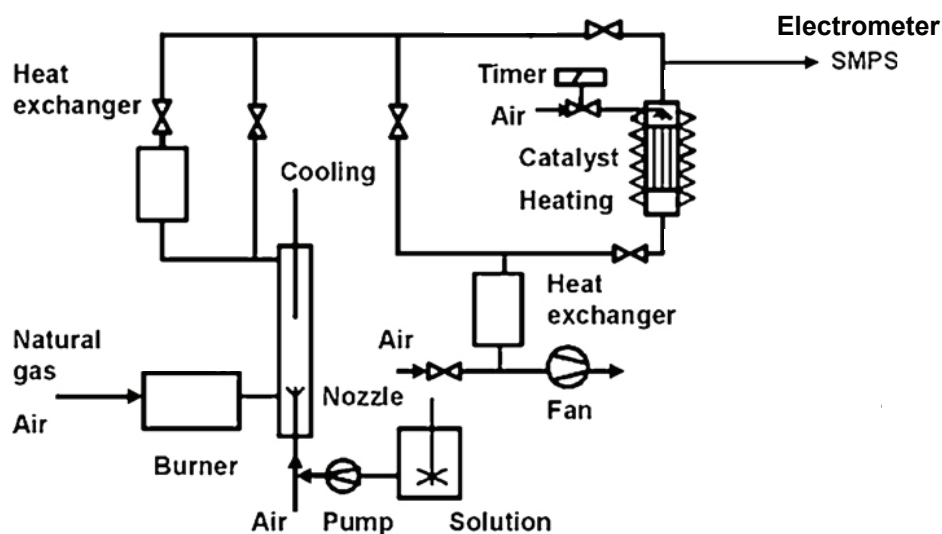 Electrometer
SMPS
Heat
exchanger
Timer
Air
Catalyst
Heating
Cooling
Heat
exchanger
Natural
gas
Air
Air
Nozzle
Fan
Burner
Air
Pump
Solution